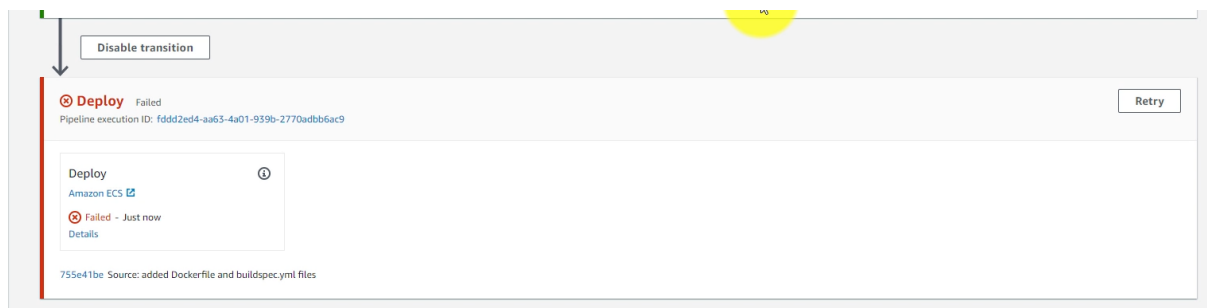 Disable transition
Deploy Failed
Retry
Pipeline execution ID: fddd2ed4-aa63-4a01-939b-2770adbb6ac9
Deploy
Amazon ECS
Failed - Just now
Details
755e41be Source: added Dockerfile and buildspec.yml files